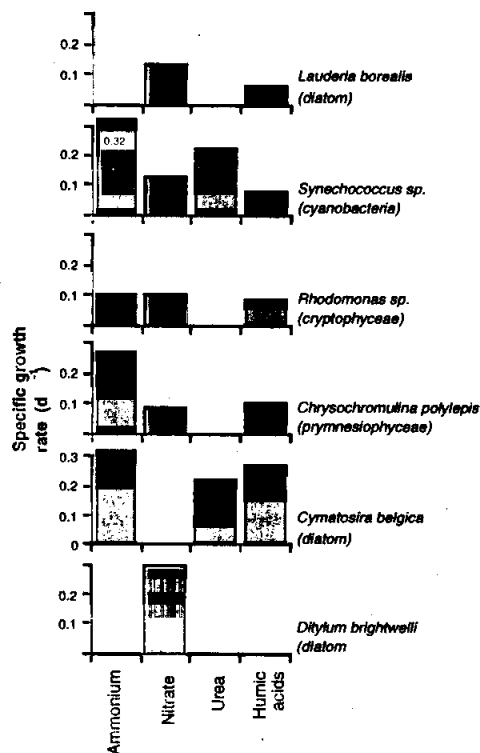 0.2
0.1
Lauderia borealis
(diatom)
0.32
0.2
0.1
Synechococcus sp.
(cyanobacteria)
0.2
0.1
Rhodomonas sp.
(cryptophyceae)
0.2
0.1
Chrysochromulina polylepis
(prymnesiophyceae)
0.3
0.2
0.1
0
Cymatosira belgica
(diatom)
0.2
0.1
Ditylum brightwelli
(diatom
Specific growth
rate (d⁻¹)
Ammonium
Nitrate
Urea
Humic
acids